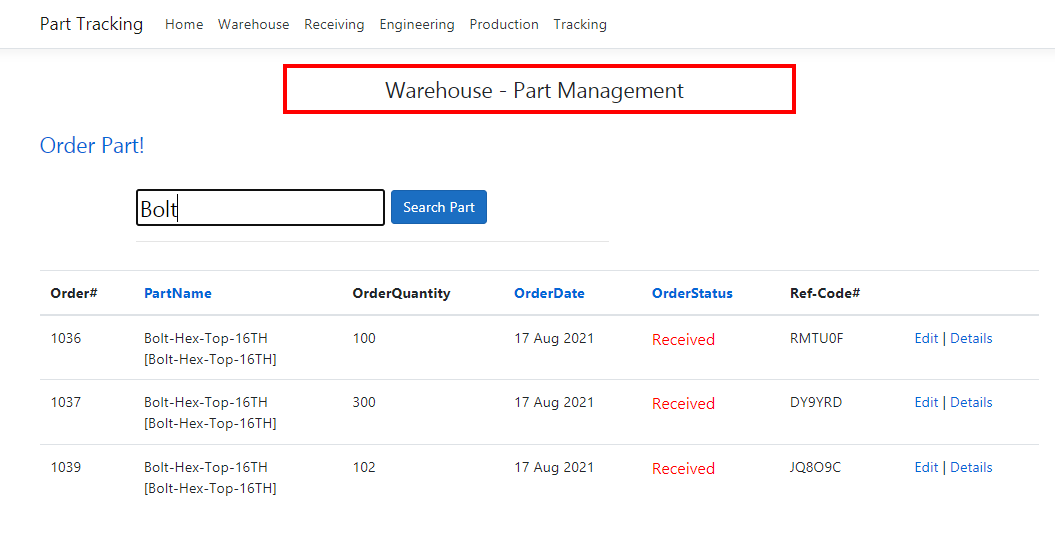 Part Tracking Home Warehouse Receiving Engineering Production Tracking
Warehouse - Part Management
Order Part!
Bolt Search Part
Order# PartName OrderQuantity OrderDate OrderStatus Ref-Code#
1036 Bolt-Hex-Top-16TH 100 17 Aug 2021 Received RMTU0F Edit | Details
[Bolt-Hex-Top-16TH]
1037 Bolt-Hex-Top-16TH 300 17 Aug 2021 Received DY9YRD Edit | Details
[Bolt-Hex-Top-16TH]
1039 Bolt-Hex-Top-16TH 102 17 Aug 2021 Received JQ8O9C Edit | Details
[Bolt-Hex-Top-16TH]